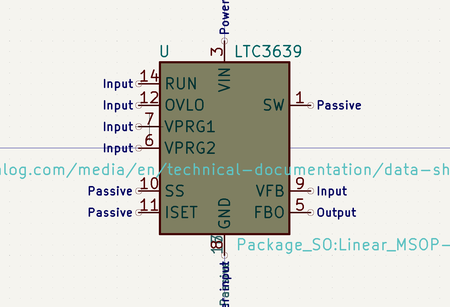 Power
U LTC3639
3
VIN
Input 14 RUN
Input 12 OVLO
SW 1 Passive
Input 7 VPRG1
Input 6 VPRG2
alog.com/media/en/technical-documentation/data-sh
Passive 10 SS
VFB 9 Input
Passive 11 ISET
FBO 5 Output
GND
Package_SO:Linear_MSOP-